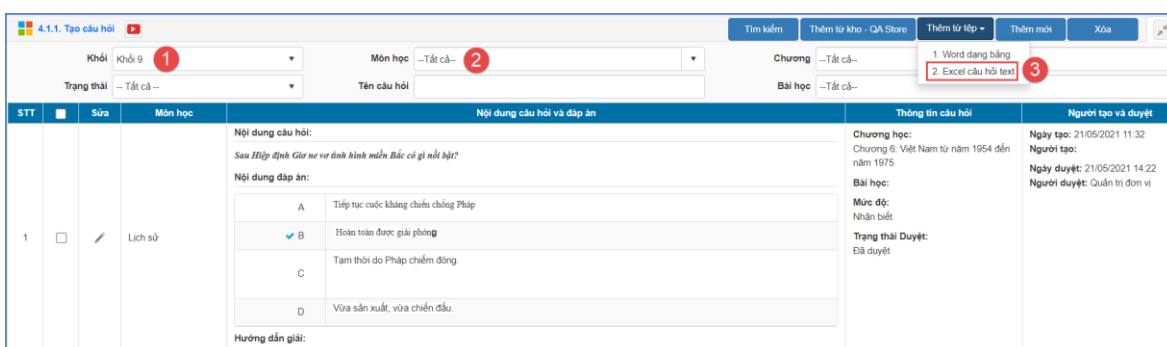 4.1.1. Tạo câu hỏi
Tìm kiếm Thêm từ kho - QA Store Thêm từ tệp Thêm mới Xóa
Khối Khối 9 1 Môn học --Tất cả-- 2 Chương --Tất cả--
1. Word dạng bảng
2. Excel câu hỏi text 3
Trạng thái -- Tất cả -- Tên câu hỏi Bài học --Tất cả--
STT Sửa Môn học Nội dung câu hỏi và đáp án Thông tin câu hỏi Người tạo và duyệt
Nội dung câu hỏi:
Sau Hiệp định Giơ ne vơ tình hình miền Bắc có gì nổi bật?
Nội dung đáp án:
A Tiếp tục cuộc kháng chiến chống Pháp
B Hoàn toàn được giải phóng
C Tạm thời do Pháp chiếm đóng.
D Vừa sản xuất, vừa chiến đấu.
Hướng dẫn giải:
1 Lịch sử
Chương học:
Chương 6: Việt Nam từ năm 1954 đến
năm 1975
Bài học:
Mức độ:
Nhận biết
Trạng thái Duyệt:
Đã duyệt
Ngày tạo: 21/05/2021 11:32
Người tạo:
Ngày duyệt: 21/05/2021 14:22
Người duyệt: Quản trị đơn vị